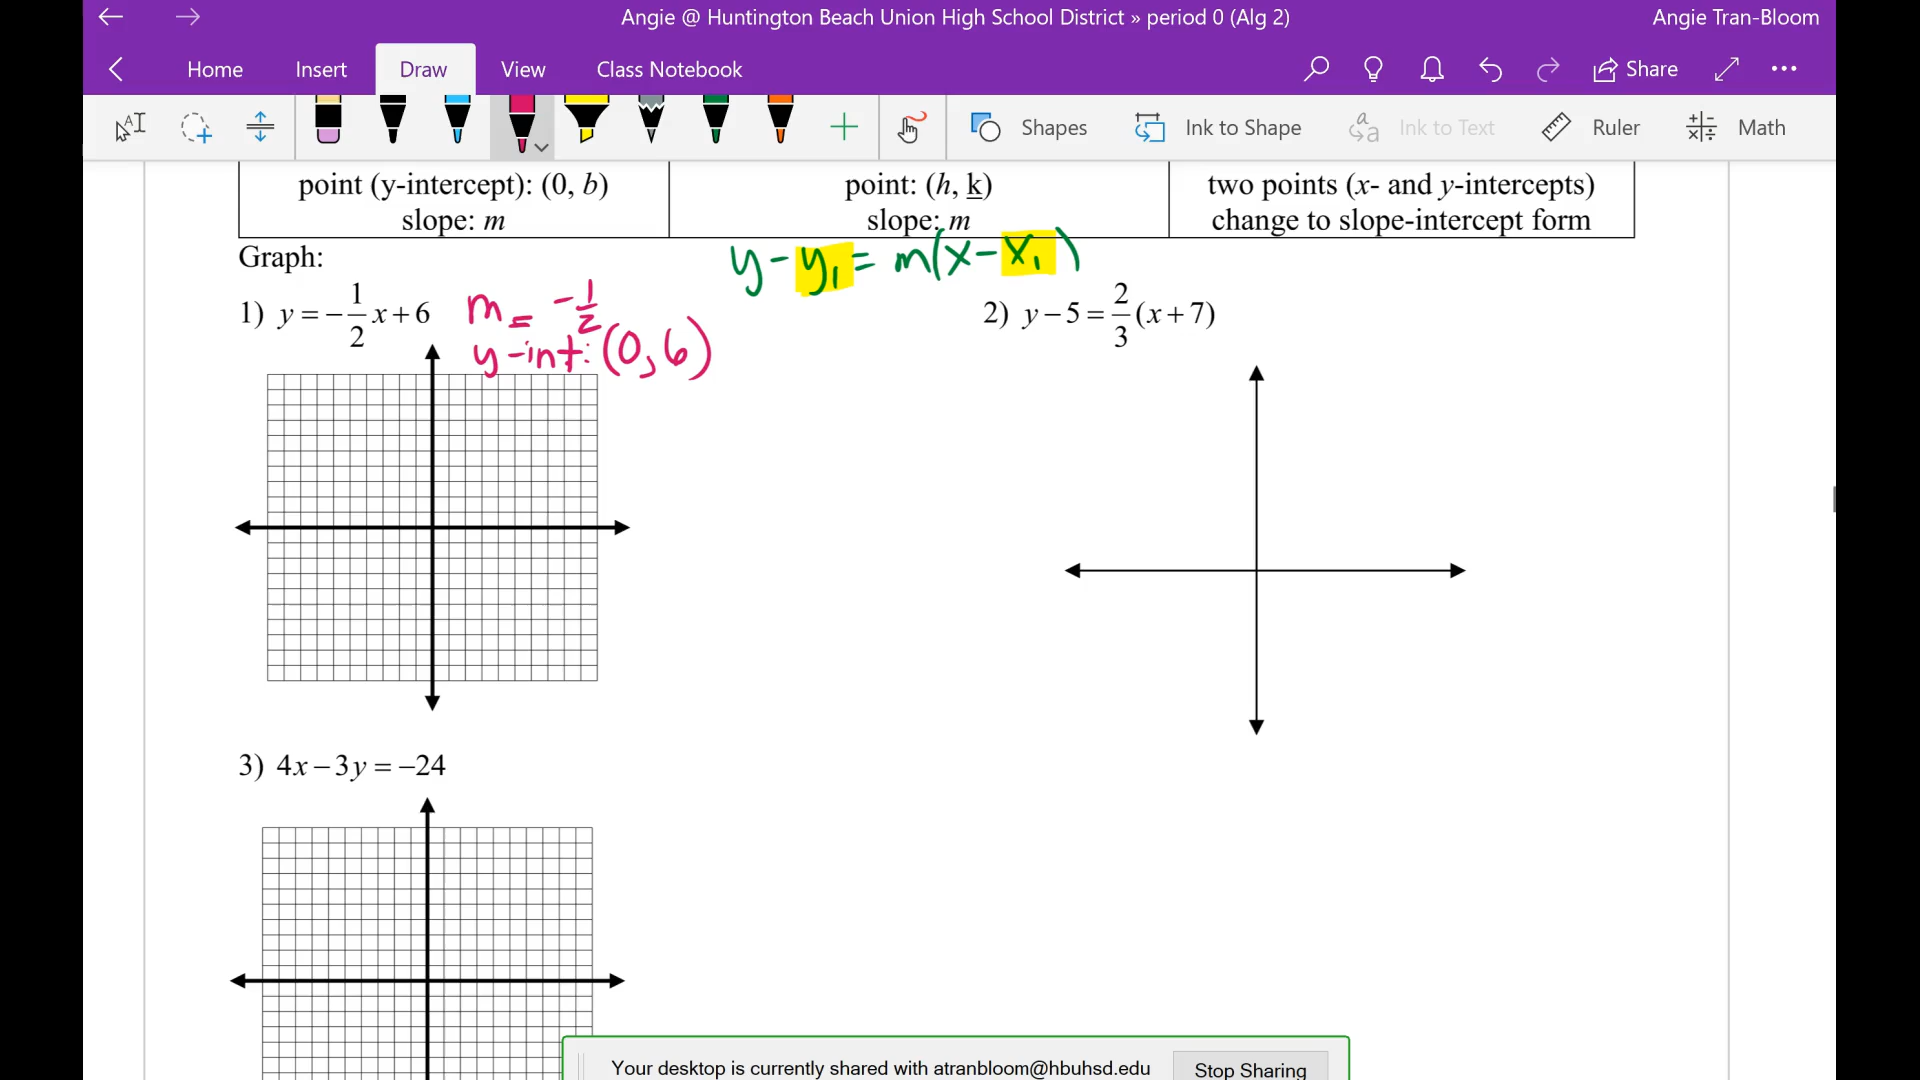 Angie @ Huntington Beach Union High School District » period 0 (Alg 2)
Angie Tran-Bloom
Home Insert Draw View Class Notebook
Share
Shapes Ink to Shape Ink to Text Ruler Math
point (y-intercept): (0, b)
slope: m
point: (h, k)
slope: m
two points (x- and y-intercepts)
change to slope-intercept form
Graph:
y - y₁ = m(x - x₁)
1) y = -1/2 x + 6
m = -1/2
y-int: (0, 6)
2) y - 5 = 2/3 (x + 7)
3) 4x - 3y = -24
Your desktop is currently shared with atranbloom@hbuhsd.edu
Stop Sharing